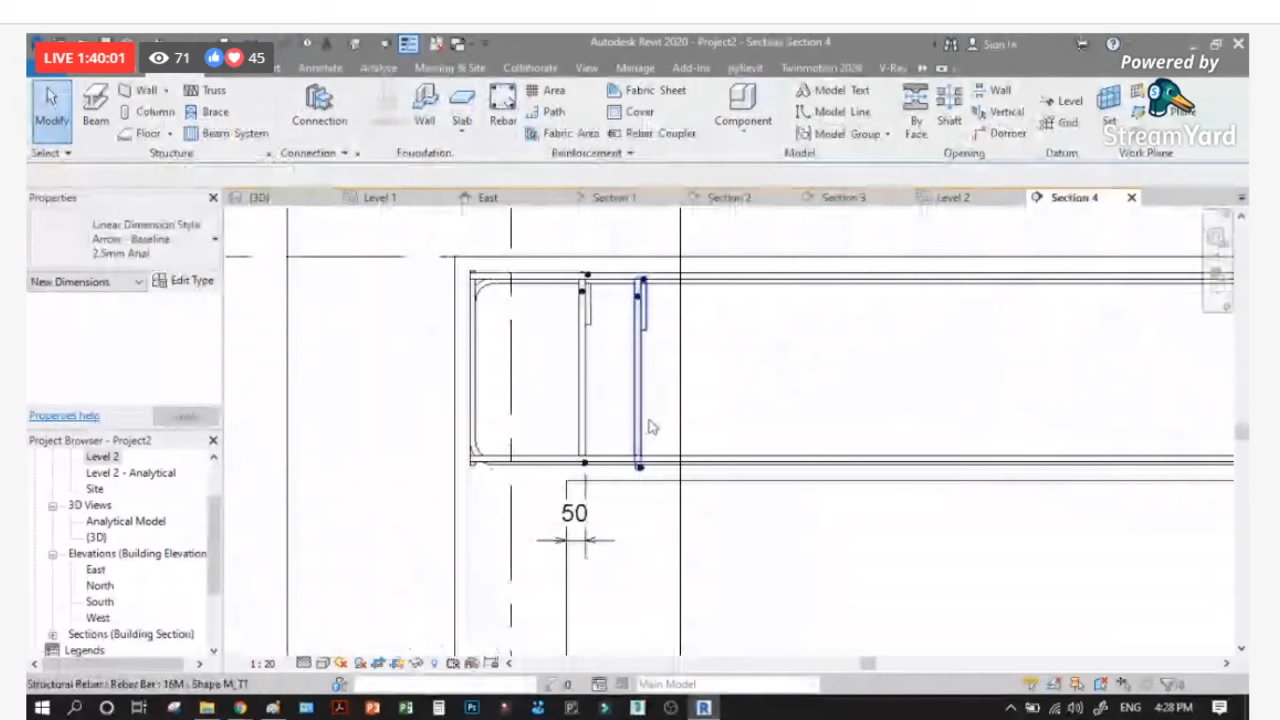 LIVE 1:40:01
71
45
Autodesk Revit 2020 - Project2 - Section: Section 4
Sign In
Powered by
StreamYard
Annotate
Analyze
Massing & Site
Collaborate
View
Manage
Add-Ins
pyRevit
Twinmotion 2020
Modify
Beam
Wall
Column
Floor
Truss
Brace
Beam System
Connection
Wall
Slab
Rebar
Area
Path
Fabric Area
Fabric Sheet
Cover
Rebar Coupler
Component
Model Text
Model Line
Model Group
By
Face
Shaft
Wall
Vertical
Dormer
Level
Grid
Set
Plane
Select
Structure
Connection
Foundation
Reinforcement
Model
Opening
Datum
Work Plane
Properties
{3D}
Level 1
East
Section 1
Section 2
Section 3
Level 2
Section 4
Linear Dimension Style
Arrow - Baseline
2.5mm Arial
New Dimensions
Edit Type
Properties help
Project Browser - Project2
Level 2
Level 2 - Analytical
Site
3D Views
Analytical Model
{3D}
Elevations (Building Elevation
East
North
South
West
Sections (Building Section)
Legends
50
1 : 20
Structural Rebar : Rebar Bar : 16M - Shape M_T1
:0
Main Model
ENG
4:28 PM